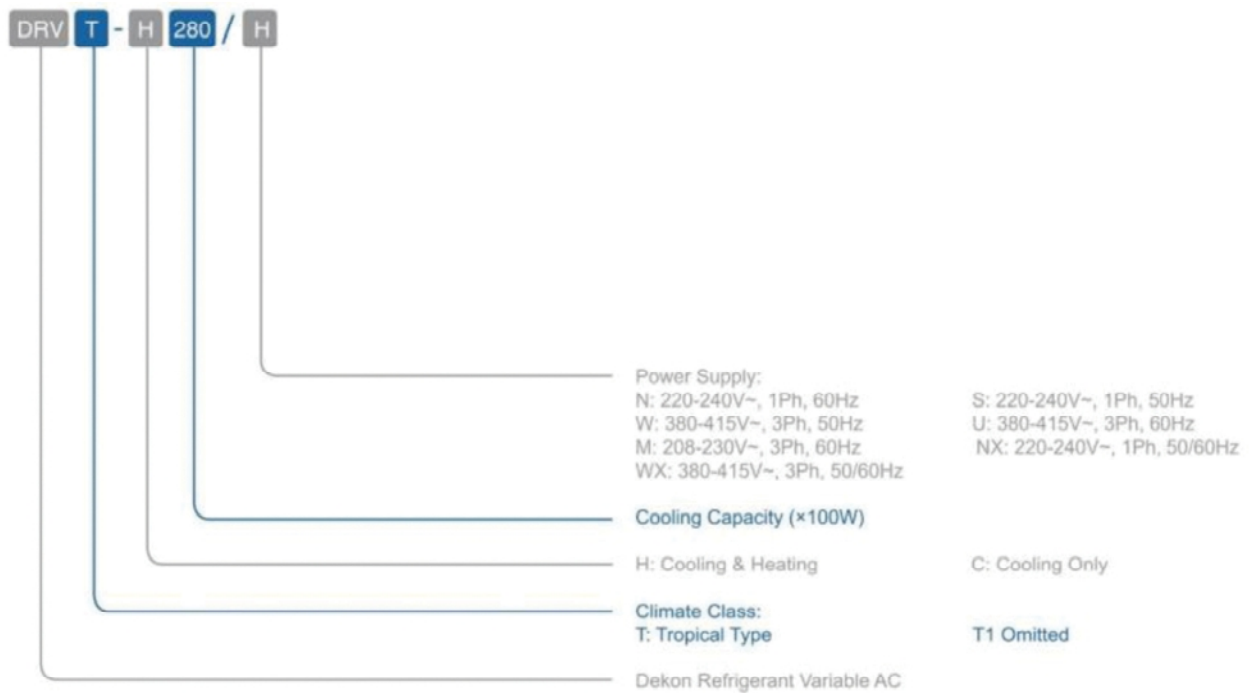 DRV T - H 280 / H
Power Supply:
N: 220-240V~, 1Ph, 60Hz S: 220-240V~, 1Ph, 50Hz
W: 380-415V~, 3Ph, 50Hz U: 380-415V~, 3Ph, 60Hz
M: 208-230V~, 3Ph, 60Hz NX: 220-240V~, 1Ph, 50/60Hz
WX: 380-415V~, 3Ph, 50/60Hz
Cooling Capacity (×100W)
H: Cooling & Heating C: Cooling Only
Climate Class:
T: Tropical Type T1 Omitted
Dekon Refrigerant Variable AC